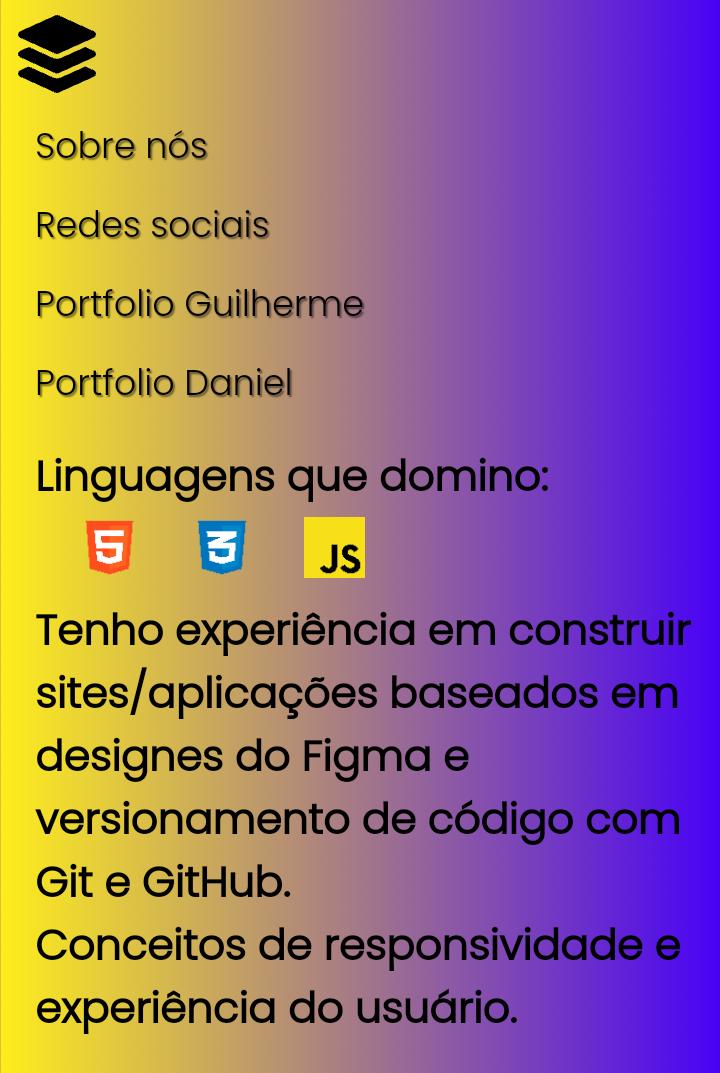 Sobre nós
Redes sociais
Portfolio Guilherme
Portfolio Daniel
Linguagens que domino:
5 3 JS
Tenho experiência em construir
sites/aplicações baseados em
designes do Figma e
versionamento de código com
Git e GitHub.
Conceitos de responsividade e
experiência do usuário.